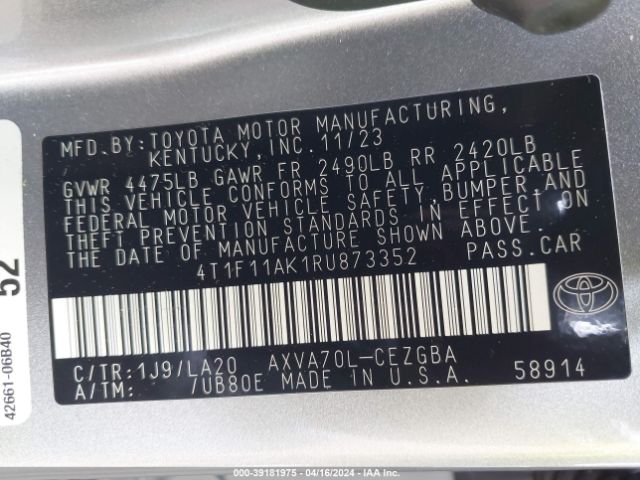 MFD.BY:TOYOTA MOTOR MANUFACTURING,
KENTUCKY,INC.11/23
GVWR 4475LB GAWR FR 2490LB RR 2420LB
THIS VEHICLE CONFORMS TO ALL APPLICABLE
FEDERAL MOTOR VEHICLE SAFETY,BUMPER,AND
THEFT PREVENTION STANDARDS IN EFFECT ON
THE DATE OF MANUFACTURE SHOWN ABOVE.
4T1F11AK1RU873352 PASS.CAR
C/TR:1J9/LA20 AXVA70L-CEZGBA
A/TM: /UB80E MADE IN U.S.A. 58914
52
42661-06B40
000-39181975 - 04/16/2024 - IAA Inc.